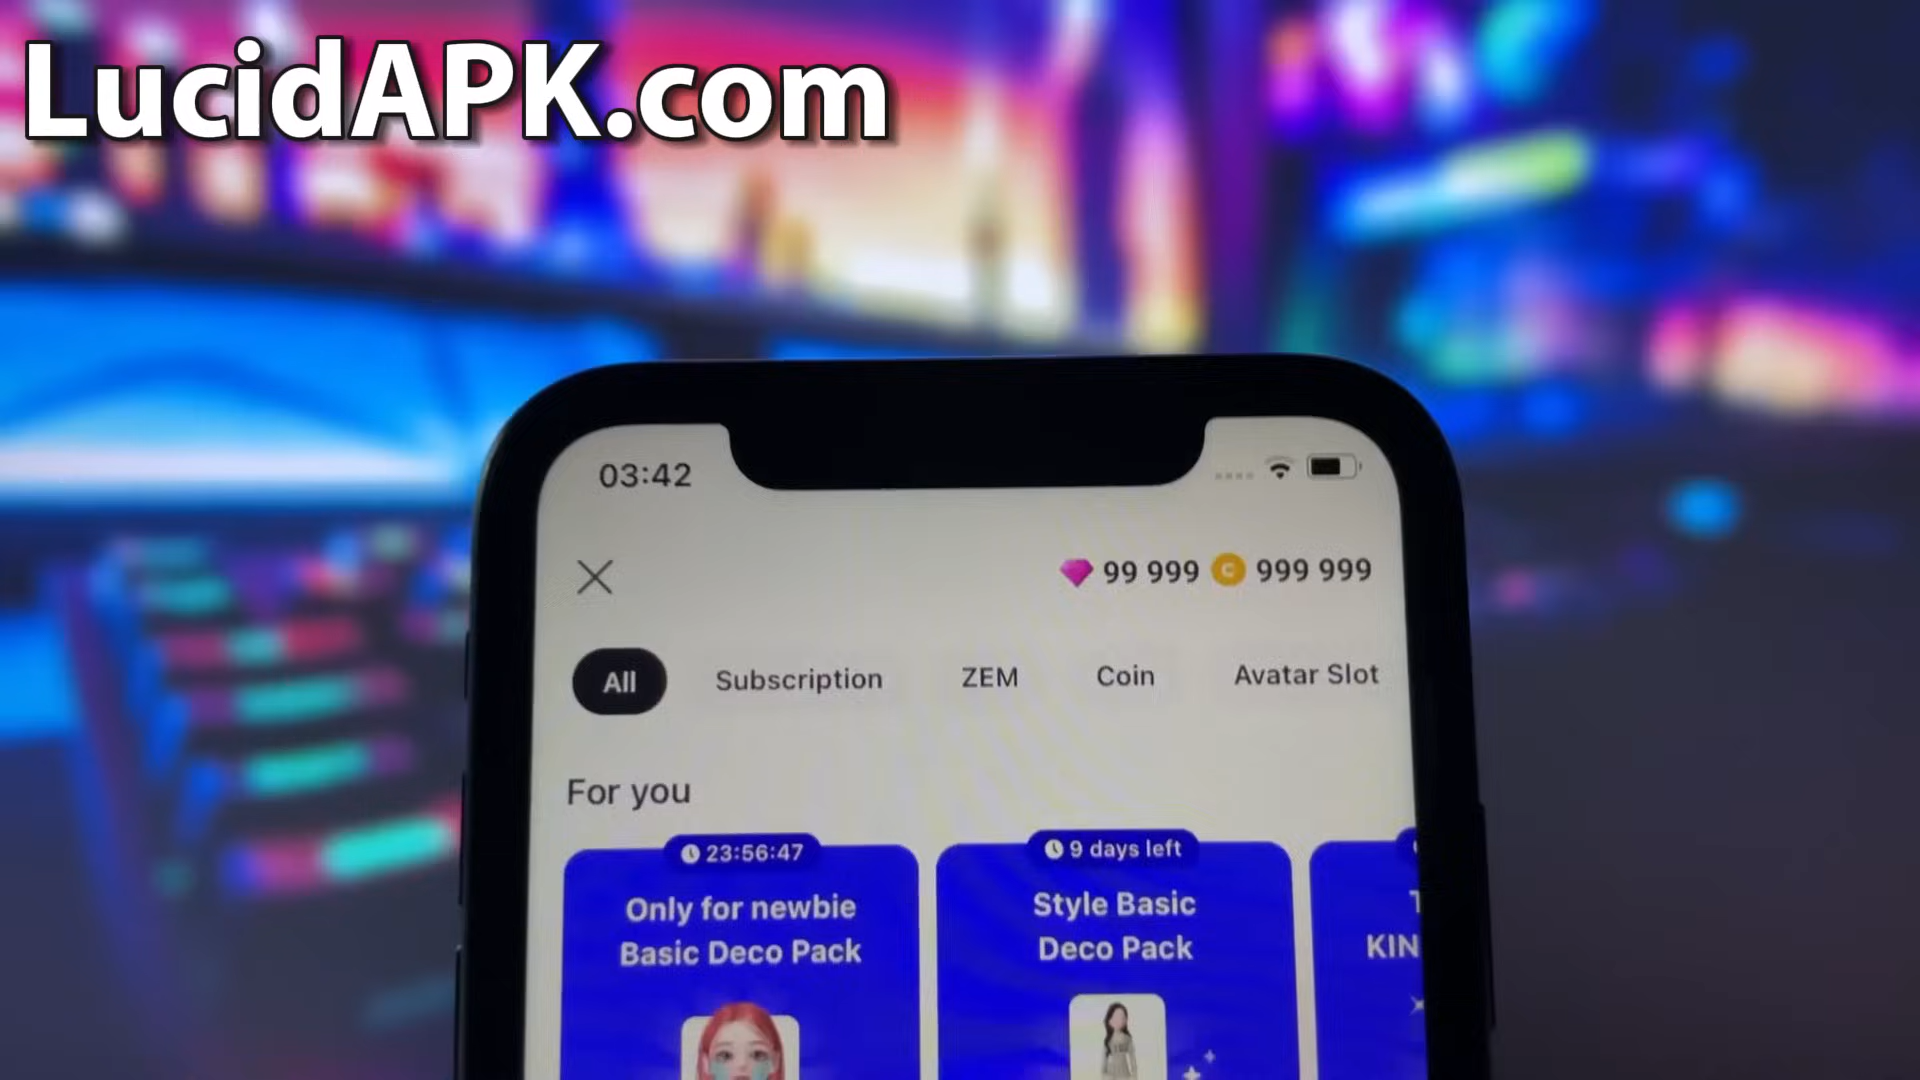 LucidAPK.com
03:42
99 999 C 999 999
All Subscription ZEM Coin Avatar Slot
For you
23:56:47
Only for newbie
Basic Deco Pack
9 days left
Style Basic
Deco Pack
KIN